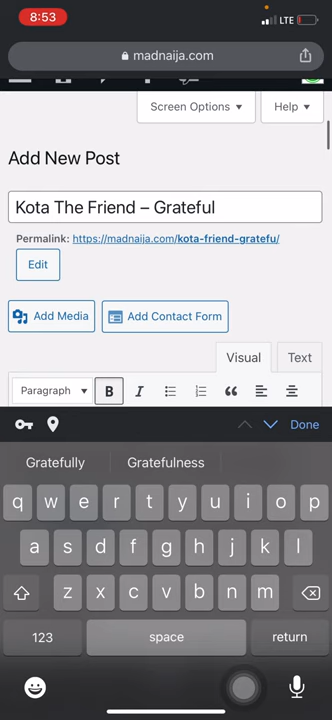 8:53
LTE
madnaija.com
Screen Options
Help
Add New Post
Kota The Friend – Grateful
Permalink: https://madnaija.com/kota-friend-gratefu/
Edit
Add Media
Add Contact Form
Visual Text
Paragraph B I
Done
Gratefully Gratefulness
q w e r t y u i o p
a s d f g h j k l
z x c v b n m
123 space return